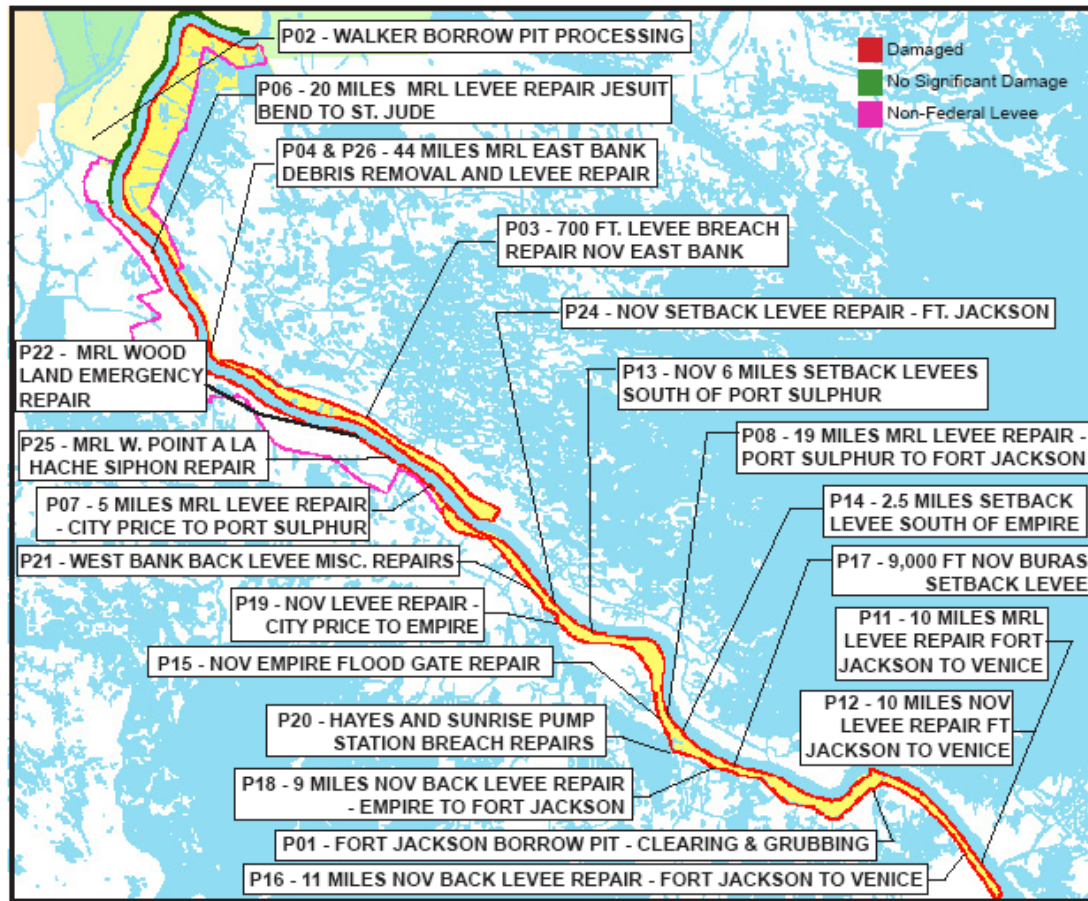 P02 - WALKER BORROW PIT PROCESSING
Damaged
No Significant Damage
Non-Federal Levee
P06 - 20 MILES MRL LEVEE REPAIR JESUIT
BEND TO ST. JUDE
P04 & P26 - 44 MILES MRL EAST BANK
DEBRIS REMOVAL AND LEVEE REPAIR
P03 - 700 FT. LEVEE BREACH
REPAIR NOV EAST BANK
P24 - NOV SETBACK LEVEE REPAIR - FT. JACKSON
P22 - MRL WOOD
LAND EMERGENCY
REPAIR
P13 - NOV 6 MILES SETBACK LEVEES
SOUTH OF PORT SULPHUR
P25 - MRL W. POINT A LA
HACHE SIPHON REPAIR
P08 - 19 MILES MRL LEVEE REPAIR -
PORT SULPHUR TO FORT JACKSON
P07 - 5 MILES MRL LEVEE REPAIR
- CITY PRICE TO PORT SULPHUR
P14 - 2.5 MILES SETBACK
LEVEE SOUTH OF EMPIRE
P21 - WEST BANK BACK LEVEE MISC. REPAIRS
P17 - 9,000 FT NOV BURAS
SETBACK LEVEE
P19 - NOV LEVEE REPAIR -
CITY PRICE TO EMPIRE
P11 - 10 MILES MRL
LEVEE REPAIR FORT
JACKSON TO VENICE
P15 - NOV EMPIRE FLOOD GATE REPAIR
P12 - 10 MILES NOV
LEVEE REPAIR FT
JACKSON TO VENICE
P20 - HAYES AND SUNRISE PUMP
STATION BREACH REPAIRS
P18 - 9 MILES NOV BACK LEVEE REPAIR
- EMPIRE TO FORT JACKSON
P01 - FORT JACKSON BORROW PIT - CLEARING & GRUBBING
P16 - 11 MILES NOV BACK LEVEE REPAIR - FORT JACKSON TO VENICE